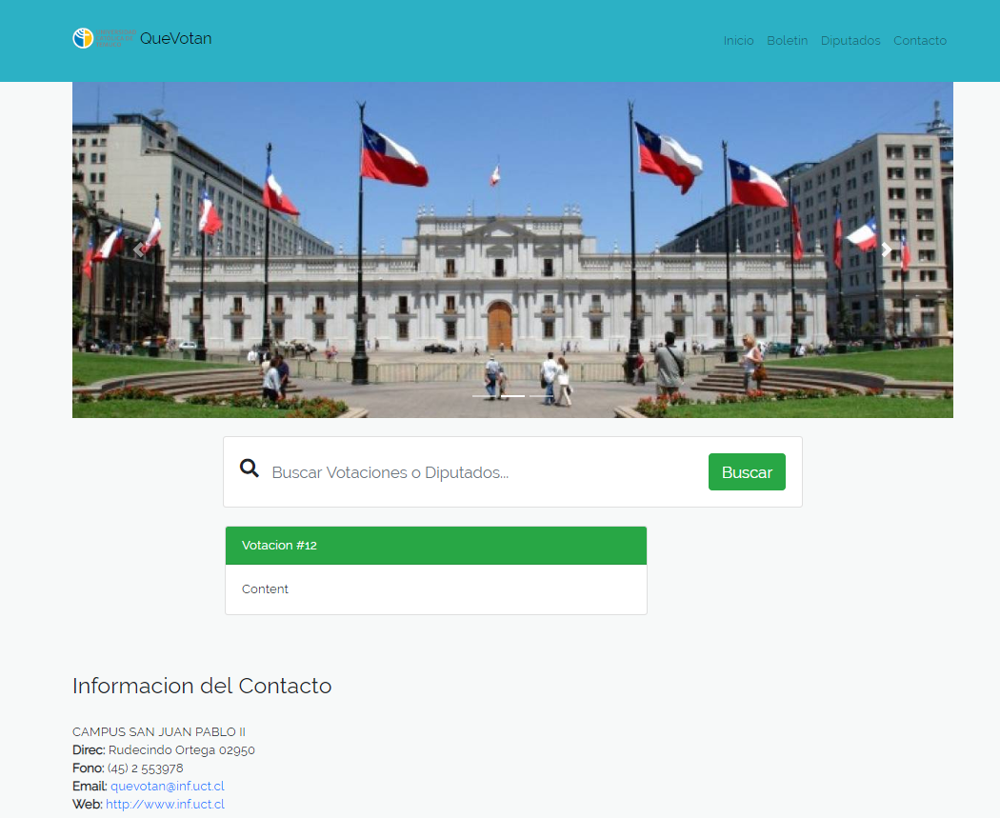 QueVotan
Inicio Boletin Diputados Contacto
Buscar Votaciones o Diputados...
Buscar
Votacion #12
Content
Informacion del Contacto
CAMPUS SAN JUAN PABLO II
Direc: Rudecindo Ortega 02950
Fono: (45) 2 553978
Email: quevotan@inf.uct.cl
Web: http://www.inf.uct.cl